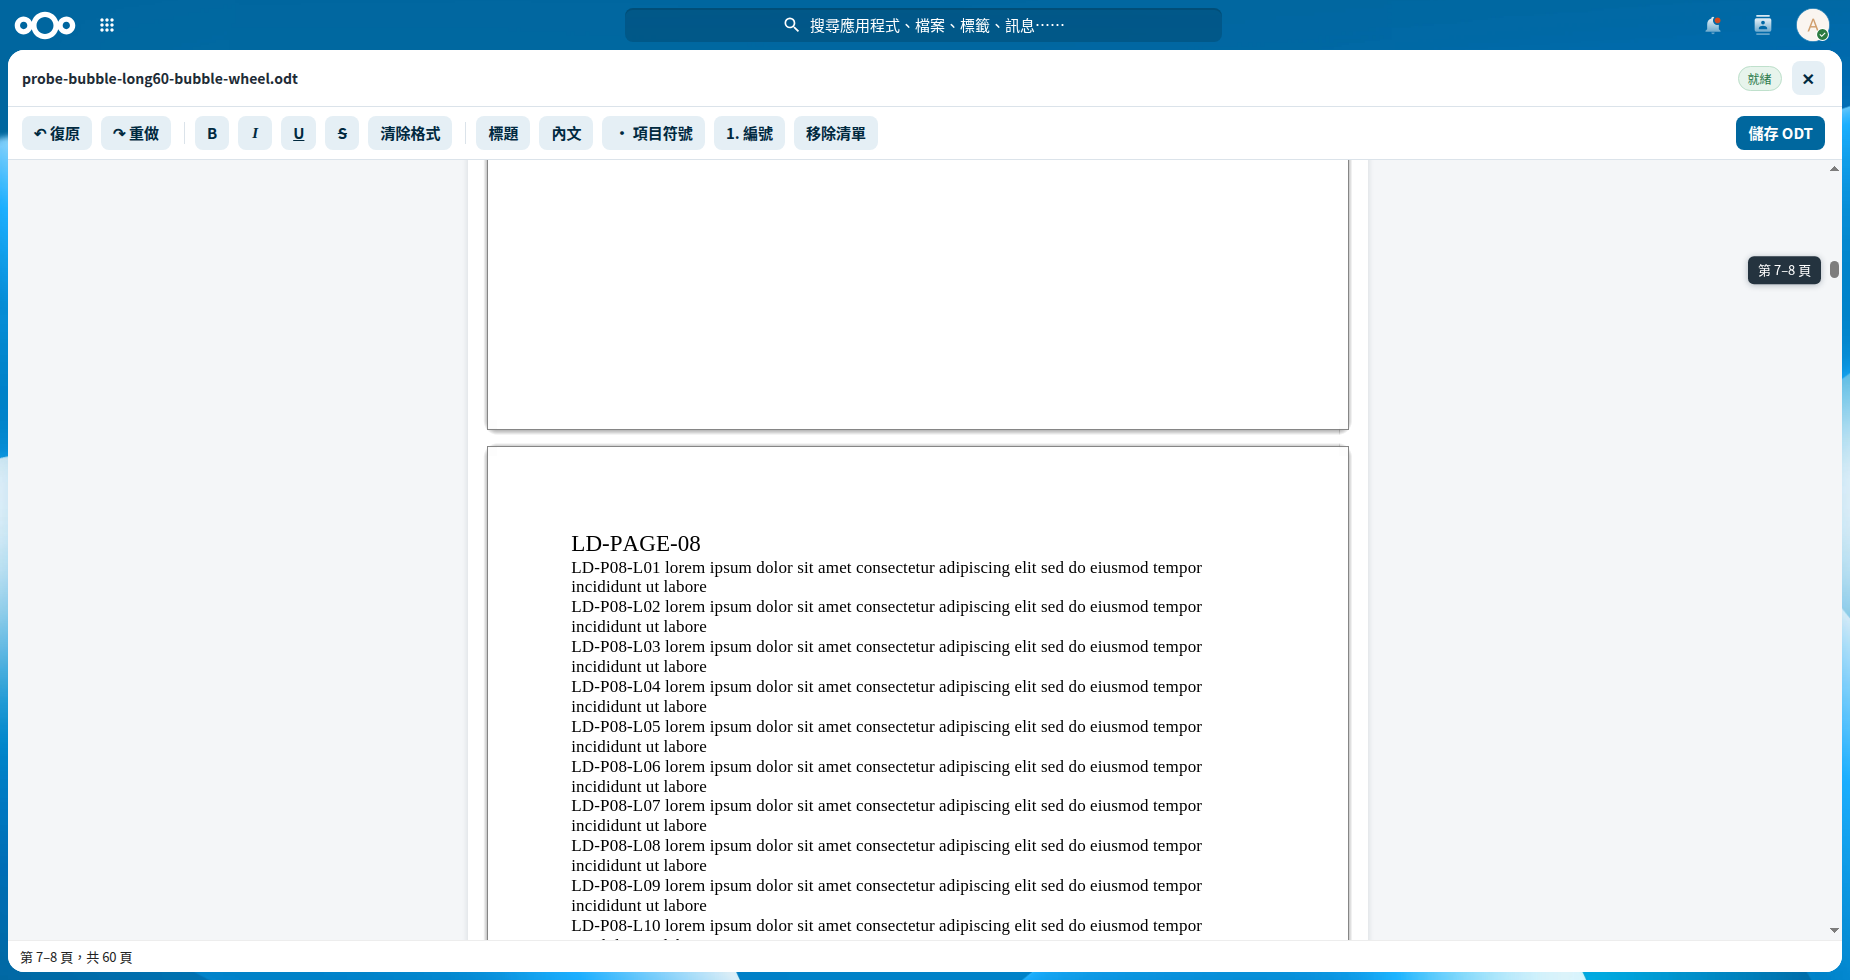 搜尋應用程式、檔案、標籤、訊息……
A
probe-bubble-long60-bubble-wheel.odt
就緒
×
↶ 復原 ↷ 重做 B I U S 清除格式 標題 內文 • 項目符號 1. 編號 移除清單 儲存 ODT
第 7–8 頁
LD-PAGE-08
LD-P08-L01 lorem ipsum dolor sit amet consectetur adipiscing elit sed do eiusmod tempor
incididunt ut labore
LD-P08-L02 lorem ipsum dolor sit amet consectetur adipiscing elit sed do eiusmod tempor
incididunt ut labore
LD-P08-L03 lorem ipsum dolor sit amet consectetur adipiscing elit sed do eiusmod tempor
incididunt ut labore
LD-P08-L04 lorem ipsum dolor sit amet consectetur adipiscing elit sed do eiusmod tempor
incididunt ut labore
LD-P08-L05 lorem ipsum dolor sit amet consectetur adipiscing elit sed do eiusmod tempor
incididunt ut labore
LD-P08-L06 lorem ipsum dolor sit amet consectetur adipiscing elit sed do eiusmod tempor
incididunt ut labore
LD-P08-L07 lorem ipsum dolor sit amet consectetur adipiscing elit sed do eiusmod tempor
incididunt ut labore
LD-P08-L08 lorem ipsum dolor sit amet consectetur adipiscing elit sed do eiusmod tempor
incididunt ut labore
LD-P08-L09 lorem ipsum dolor sit amet consectetur adipiscing elit sed do eiusmod tempor
incididunt ut labore
LD-P08-L10 lorem ipsum dolor sit amet consectetur adipiscing elit sed do eiusmod tempor
第 7–8 頁，共 60 頁